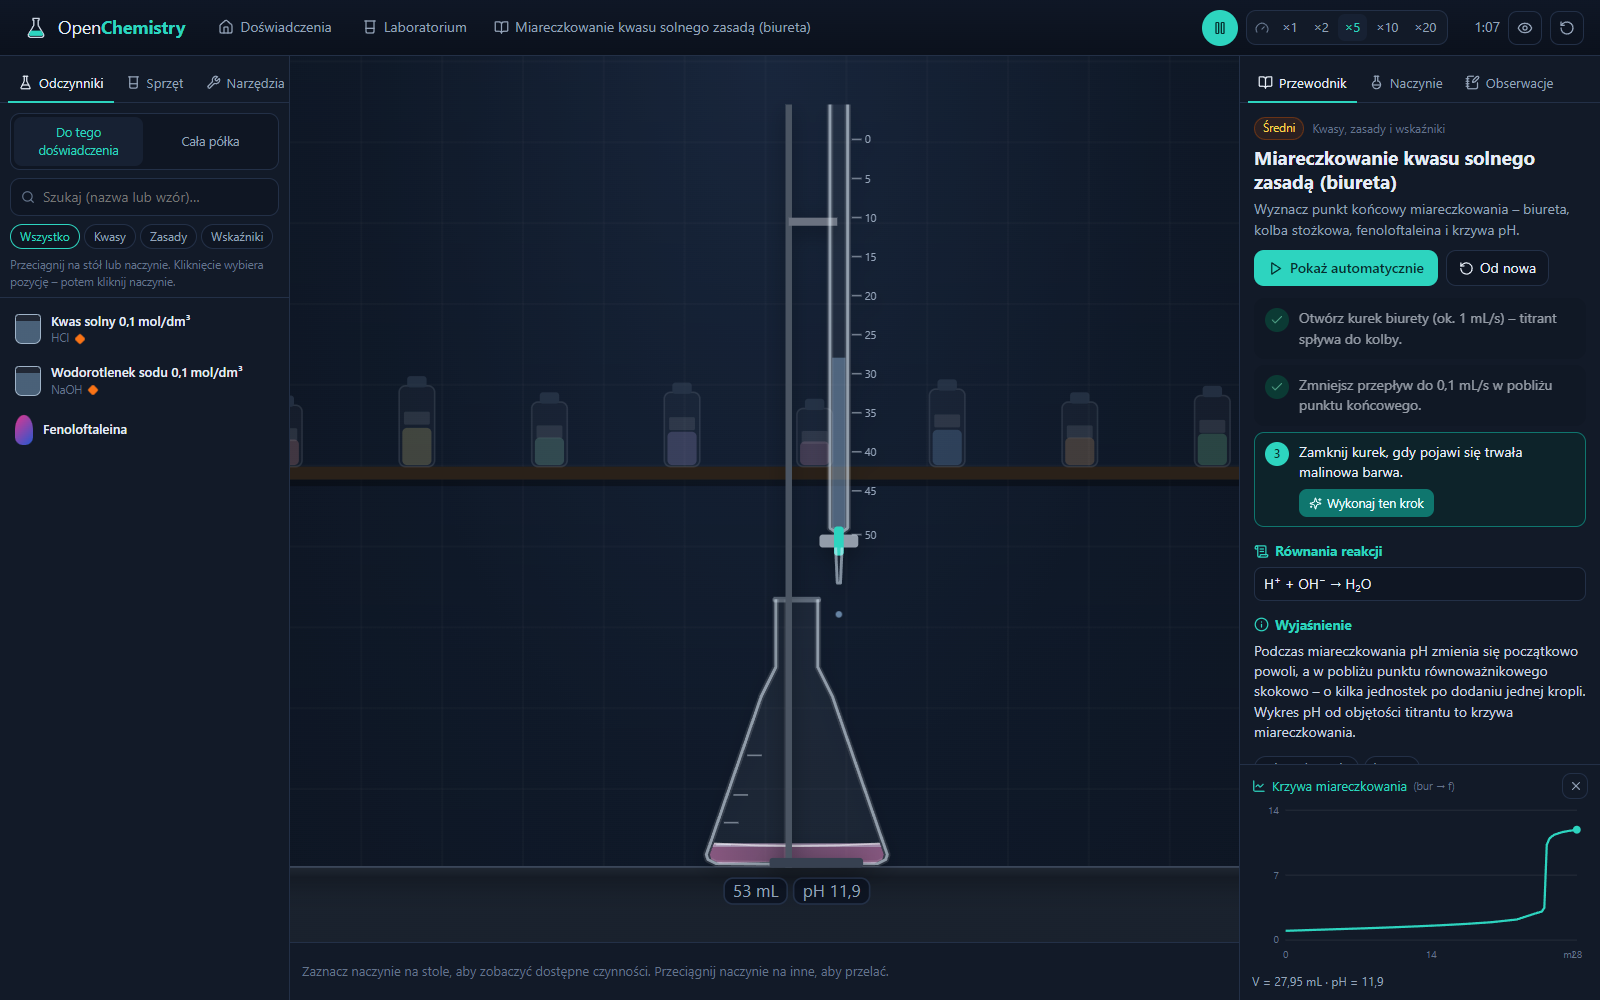 OpenChemistry
Doświadczenia
Laboratorium
Miareczkowanie kwasu solnego zasadą (biureta)
×1
×2
×5
×10
×20
1:07
Odczynniki
Sprzęt
Narzędzia
Do tego
doświadczenia
Cała półka
Szukaj (nazwa lub wzór)...
Wszystko
Kwasy
Zasady
Wskaźniki
Przeciągnij na stół lub naczynie. Kliknięcie wybiera
pozycję – potem kliknij naczynie.
Kwas solny 0,1 mol/dm³
HCl
Wodorotlenek sodu 0,1 mol/dm³
NaOH
Fenoloftaleina
0
5
10
15
20
25
30
35
40
45
50
53 mL
pH 11,9
Zaznacz naczynie na stole, aby zobaczyć dostępne czynności. Przeciągnij naczynie na inne, aby przelać.
Przewodnik
Naczynie
Obserwacje
Średni
Kwasy, zasady i wskaźniki
Miareczkowanie kwasu solnego
zasadą (biureta)
Wyznacz punkt końcowy miareczkowania – biureta,
kolba stożkowa, fenoloftaleina i krzywa pH.
Pokaż automatycznie
Od nowa
Otwórz kurek biurety (ok. 1 mL/s) – titrant
spływa do kolby.
Zmniejsz przepływ do 0,1 mL/s w pobliżu
punktu końcowego.
3
Zamknij kurek, gdy pojawi się trwała
malinowa barwa.
Wykonaj ten krok
Równania reakcji
H⁺ + OH⁻ → H₂O
Wyjaśnienie
Podczas miareczkowania pH zmienia się początkowo
powoli, a w pobliżu punktu równoważnikowego
skokowo – o kilka jednostek po dodaniu jednej kropli.
Wykres pH od objętości titrantu to krzywa
miareczkowania.
Krzywa miareczkowania (bur → f)
14
7
0
0
14
28
V = 27,95 mL · pH = 11,9